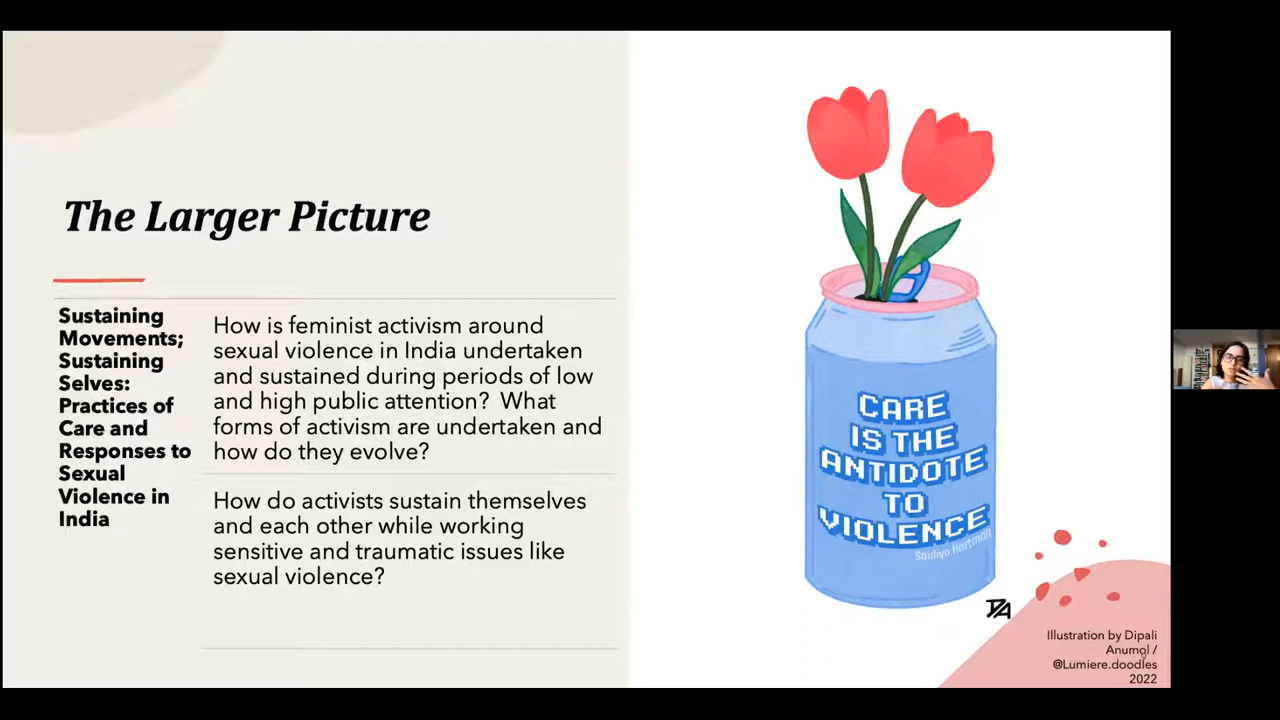 The Larger Picture
Sustaining
Movements;
Sustaining
Selves:
Practices of
Care and
Responses to
Sexual
Violence in
India
How is feminist activism around
sexual violence in India undertaken
and sustained during periods of low
and high public attention? What
forms of activism are undertaken and
how do they evolve?
How do activists sustain themselves
and each other while working
sensitive and traumatic issues like
sexual violence?
CARE
IS THE
ANTIDOTE
TO
VIOLENCE
Saidiya Hartman
DA
Illustration by Dipali
Anumol /
@Lumiere.doodles
2022